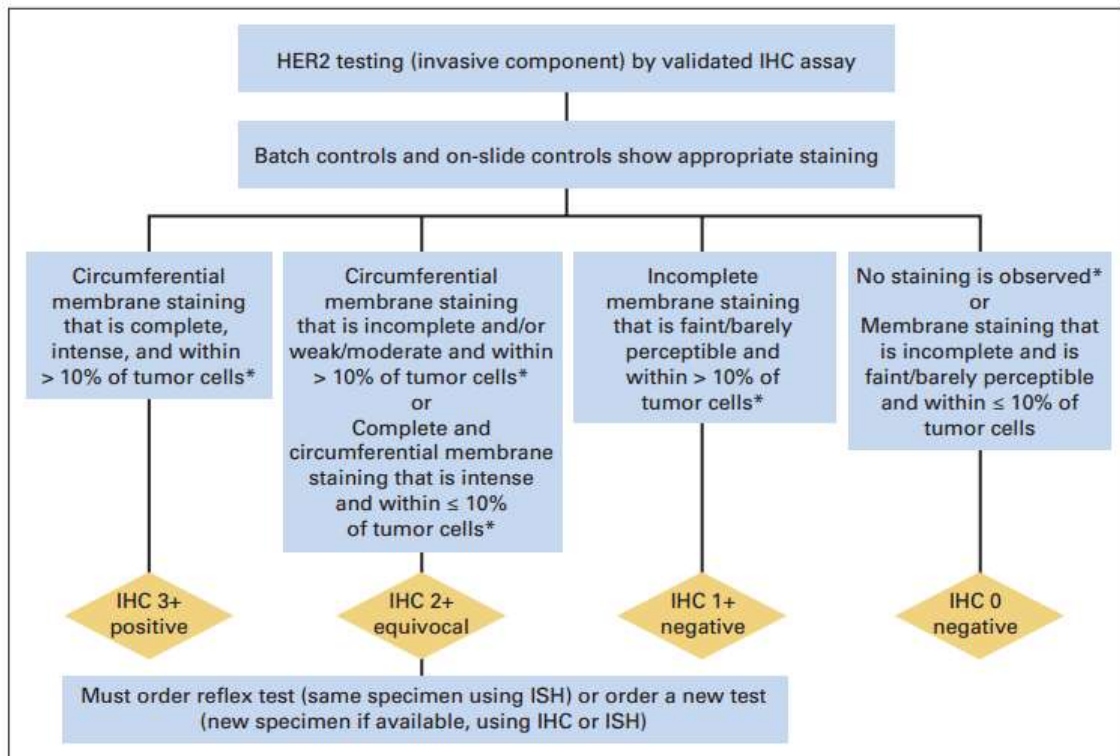 HER2 testing (invasive component) by validated IHC assay
Batch controls and on-slide controls show appropriate staining
Circumferential
membrane staining
that is complete,
intense, and within
> 10% of tumor cells*
Circumferential
membrane staining
that is incomplete and/or
weak/moderate and within
> 10% of tumor cells*
or
Complete and
circumferential membrane
staining that is intense
and within ≤ 10%
of tumor cells*
Incomplete
membrane staining
that is faint/barely
perceptible and
within > 10% of
tumor cells*
No staining is observed*
or
Membrane staining that
is incomplete and is
faint/barely perceptible
and within ≤ 10% of
tumor cells
IHC 3+
positive
IHC 2+
equivocal
IHC 1+
negative
IHC 0
negative
Must order reflex test (same specimen using ISH) or order a new test
(new specimen if available, using IHC or ISH)